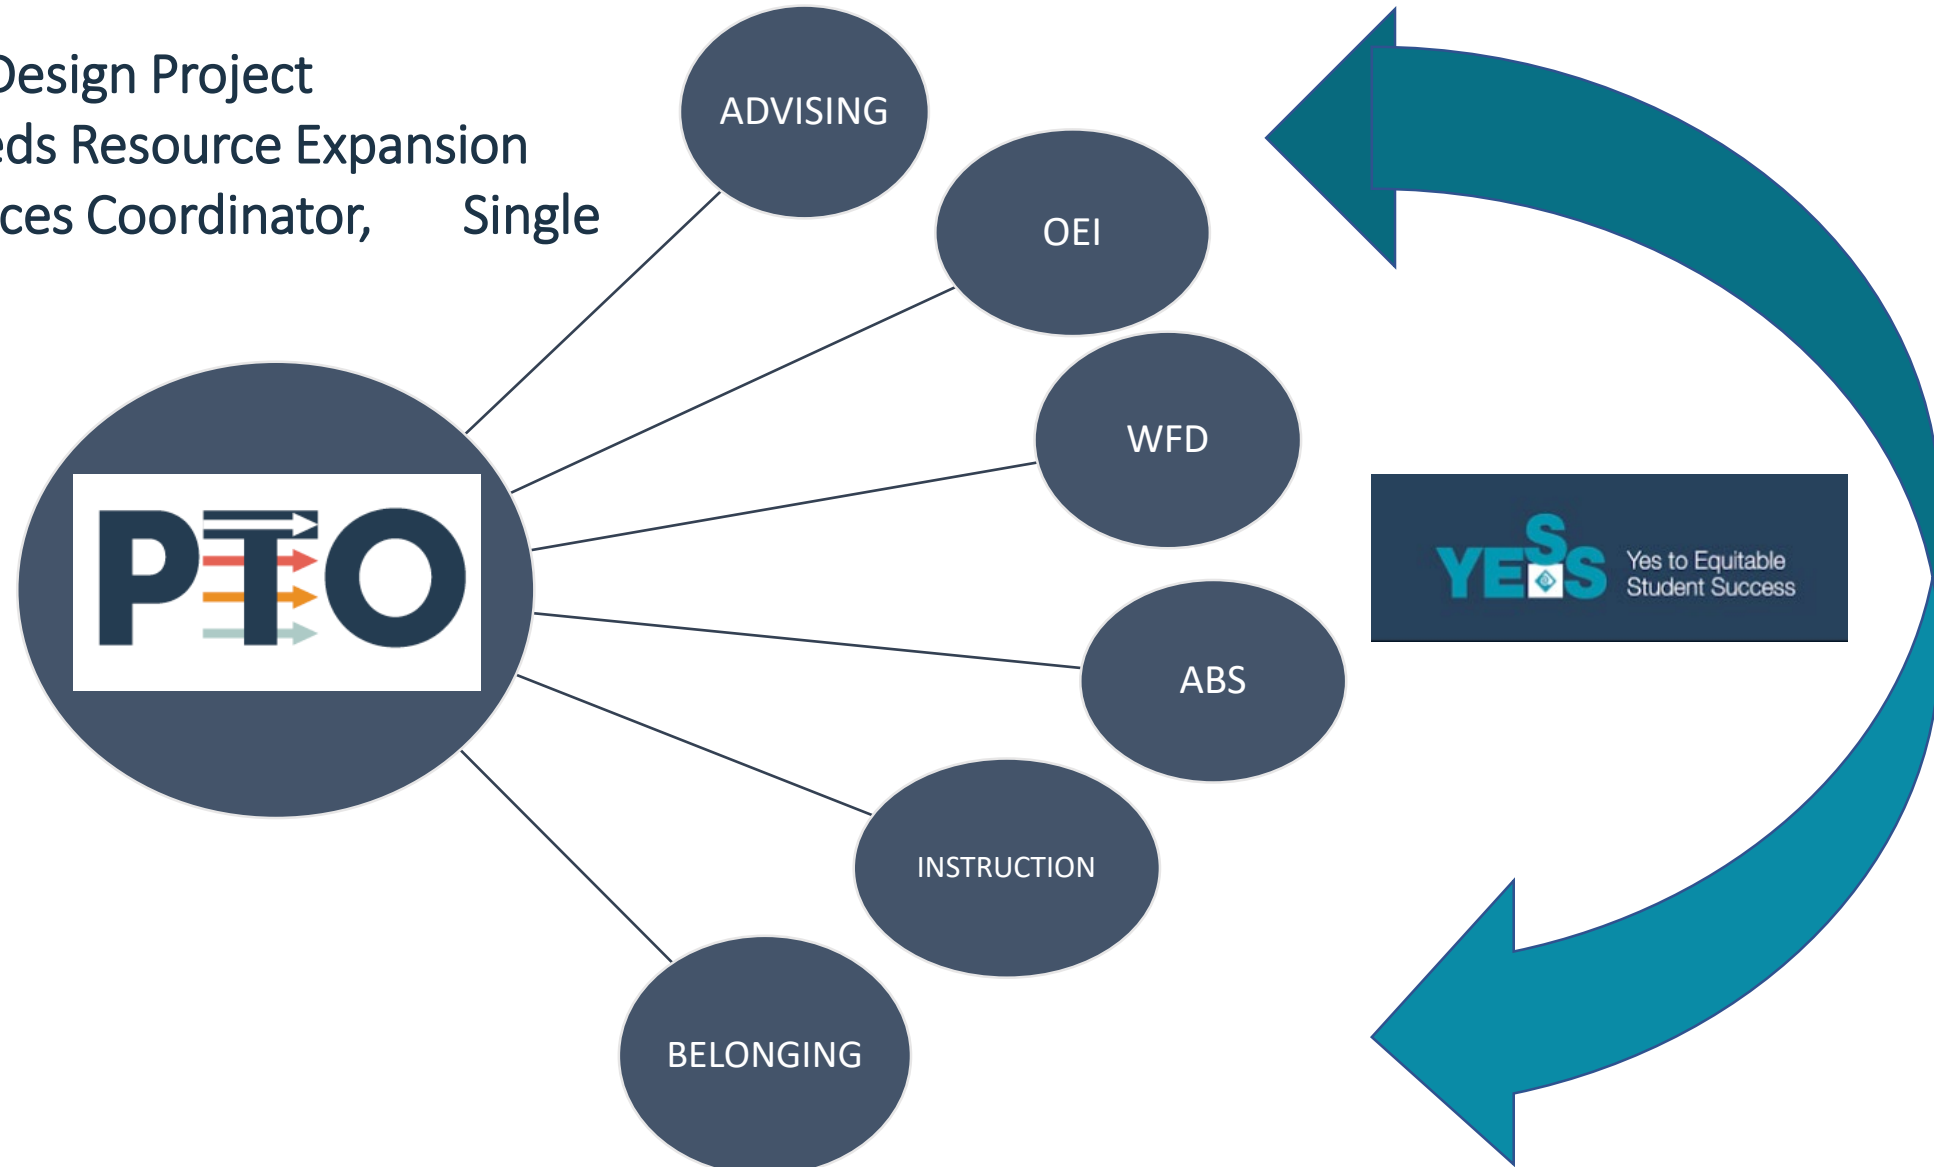 Design Project
eds Resource Expansion
ces Coordinator, Single
ADVISING
OEI
WFD
PTO
YESSS
Yes to Equitable
Student Success
ABS
INSTRUCTION
BELONGING